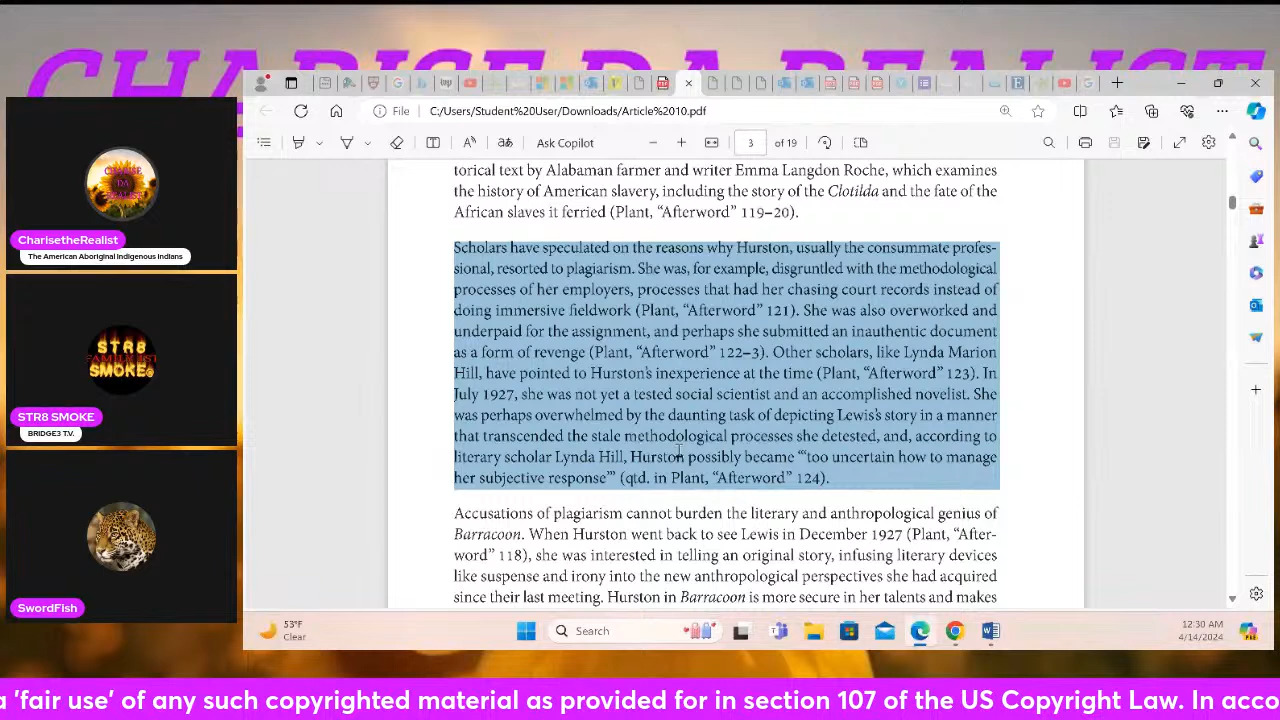 CHARISE DA REALIST
File
C:/Users/Student%20User/Downloads/Article%2010.pdf
Ask Copilot
3
of 19
torical text by Alabaman farmer and writer Emma Langdon Roche, which examines
the history of American slavery, including the story of the Clotilda and the fate of the
African slaves it ferried (Plant, “Afterword” 119–20).
Scholars have speculated on the reasons why Hurston, usually the consummate profes-
sional, resorted to plagiarism. She was, for example, disgruntled with the methodological
processes of her employers, processes that had her chasing court records instead of
doing immersive fieldwork (Plant, “Afterword” 121). She was also overworked and
underpaid for the assignment, and perhaps she submitted an inauthentic document
as a form of revenge (Plant, “Afterword” 122–3). Other scholars, like Lynda Marion
Hill, have pointed to Hurston’s inexperience at the time (Plant, “Afterword” 123). In
July 1927, she was not yet a tested social scientist and an accomplished novelist. She
was overwhelmed by the daunting task of depicting Lewis’s story in a manner
that transcended the stale methodological processes she detested, and, according to
literary scholar Lynda Hill, Hurston possibly became “‘too uncertain how to manage
her subjective response’” (qtd. in Plant, “Afterword” 124).
Accusations of plagiarism cannot burden the literary and anthropological genius of
Barracoon. When Hurston went back to see Lewis in December 1927 (Plant, “After-
word” 118), she was interested in telling an original story, infusing literary devices
like suspense and irony into the new anthropological perspectives she had acquired
since their last meeting. Hurston in Barracoon is more secure in her talents and makes
CHARISE
DA
REALIST
CharisetheRealist
The American Aboriginal Indigenous Indians
STR8
SMOKE
STR8 SMOKE
BRIDGE3 T.V.
SwordFish
53°F
Clear
Search
12:30 AM
4/14/2024
a 'fair use' of any such copyrighted material as provided for in section 107 of the US Copyright Law. In acco